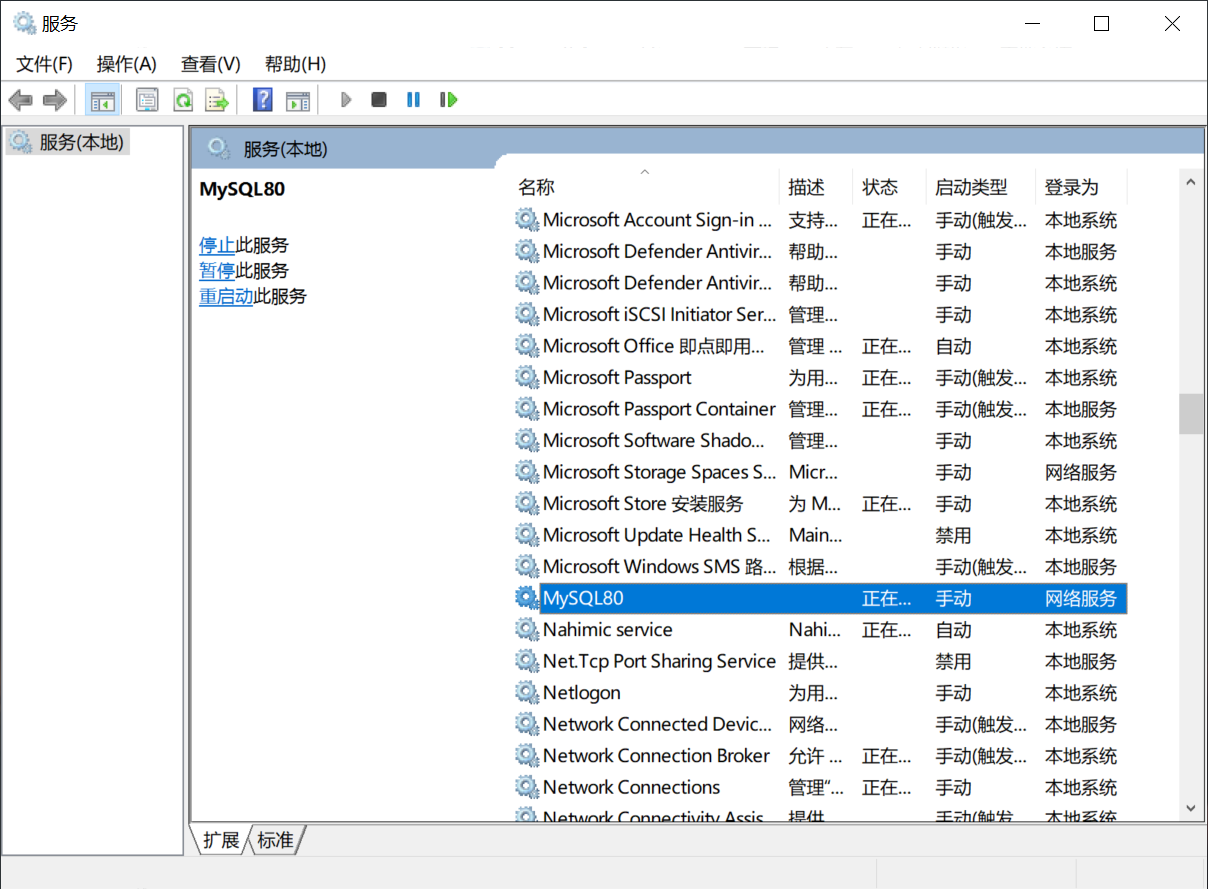 服务
文件(F) 操作(A) 查看(V) 帮助(H)
服务(本地)
服务(本地)
MySQL80
停止此服务
暂停此服务
重启动此服务
名称 描述 状态 启动类型 登录为
Microsoft Account Sign-in ... 支持... 正在... 手动(触发... 本地系统
Microsoft Defender Antivir... 帮助... 手动 本地服务
Microsoft Defender Antivir... 帮助... 手动 本地系统
Microsoft iSCSI Initiator Ser... 管理... 手动 本地系统
Microsoft Office 即点即用... 管理 ... 正在... 自动 本地系统
Microsoft Passport 为用... 正在... 手动(触发... 本地系统
Microsoft Passport Container 管理... 正在... 手动(触发... 本地服务
Microsoft Software Shado... 管理... 手动 本地系统
Microsoft Storage Spaces S... Micr... 手动 网络服务
Microsoft Store 安装服务 为 M... 正在... 手动 本地系统
Microsoft Update Health S... Main... 禁用 本地系统
Microsoft Windows SMS 路... 根据... 手动(触发... 本地服务
MySQL80 正在... 手动 网络服务
Nahimic service Nahi... 正在... 自动 本地系统
Net.Tcp Port Sharing Service 提供... 禁用 本地服务
Netlogon 为用... 手动 本地系统
Network Connected Devic... 网络... 手动(触发... 本地服务
Network Connection Broker 允许 ... 正在... 手动(触发... 本地系统
Network Connections 管理“... 正在... 手动 本地系统
Network Connectivity Assis 提供 手动(触发 本地系统
扩展 标准